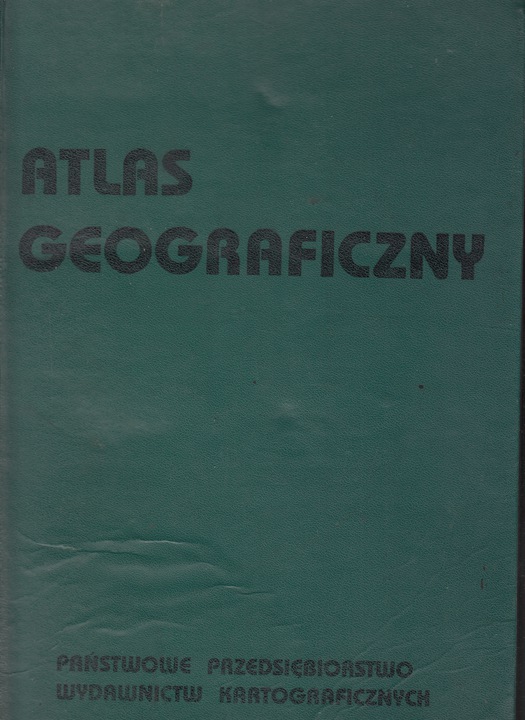 ATLAS
GEOGRAFICZNY
PAŃSTWOWE PRZEDSIĘBIORSTWO
WYDAWNICTW KARTOGRAFICZNYCH